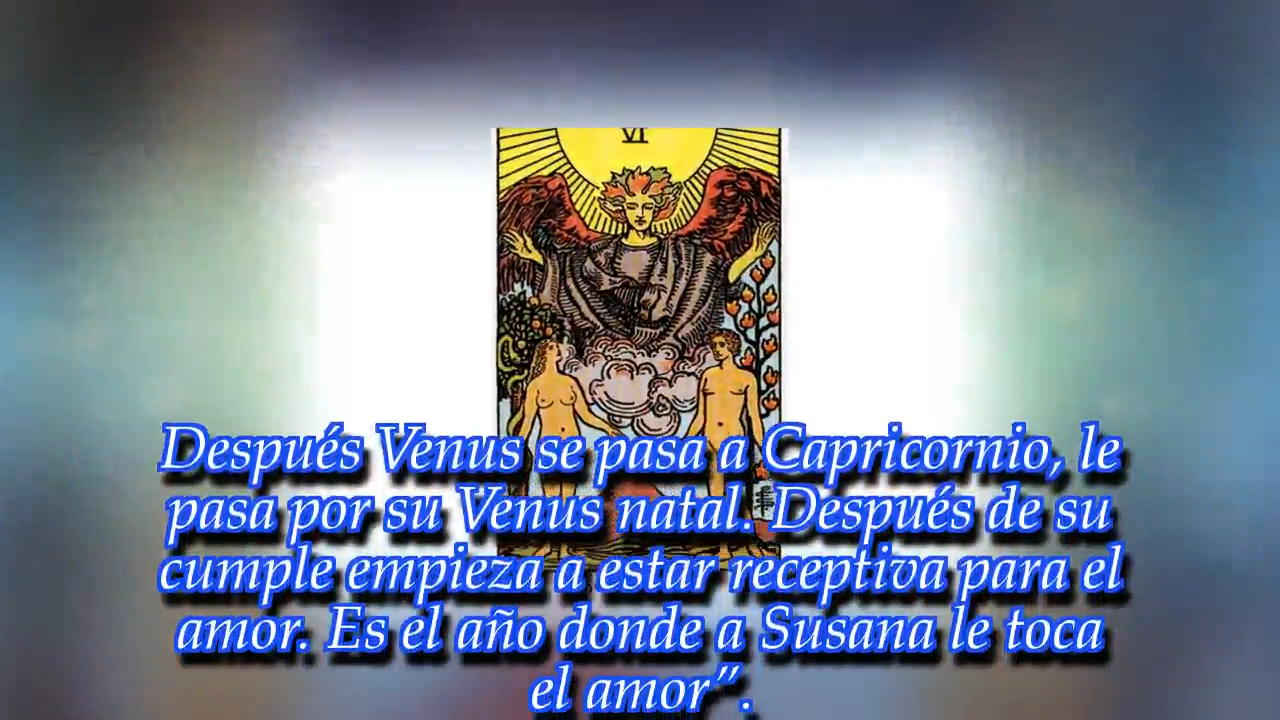 VI
Después Venus se pasa a Capricornio, le
pasa por su Venus natal. Después de su
cumple empieza a estar receptiva para el
amor. Es el año donde a Susana le toca
el amor”.